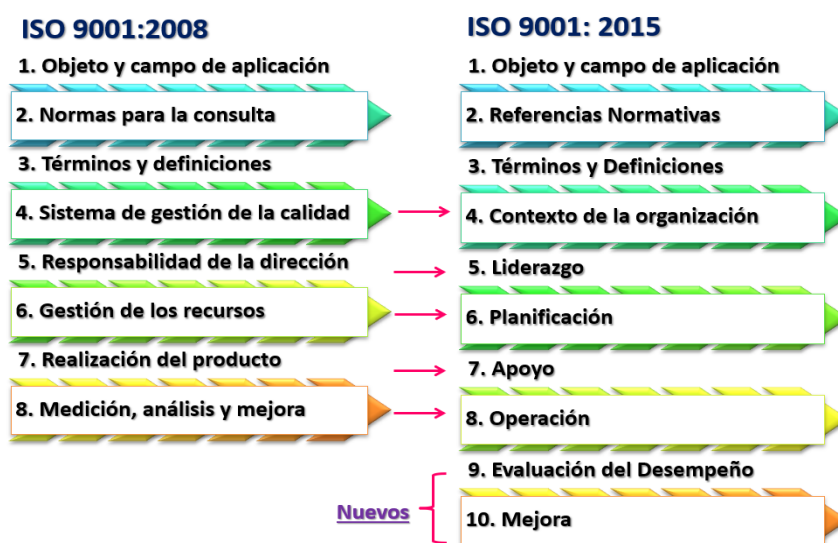 ISO 9001:2008
1. Objeto y campo de aplicación
2. Normas para la consulta
3. Términos y definiciones
4. Sistema de gestión de la calidad
5. Responsabilidad de la dirección
6. Gestión de los recursos
7. Realización del producto
8. Medición, análisis y mejora
ISO 9001: 2015
1. Objeto y campo de aplicación
2. Referencias Normativas
3. Términos y Definiciones
4. Contexto de la organización
5. Liderazgo
6. Planificación
7. Apoyo
8. Operación
9. Evaluación del Desempeño
10. Mejora
Nuevos